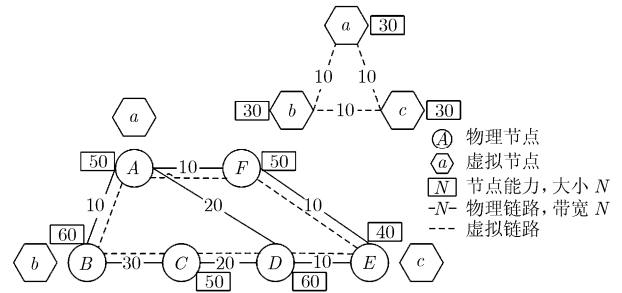 a 30
10 10
30 b 10 c 30
a
50 A 10 F 50
10 20 10
60 40
b B 30 C 20 D 10 E c
50 60
A 物理节点
a 虚拟节点
N 节点能力，大小 N
-N- 物理链路，带宽 N
---- 虚拟链路